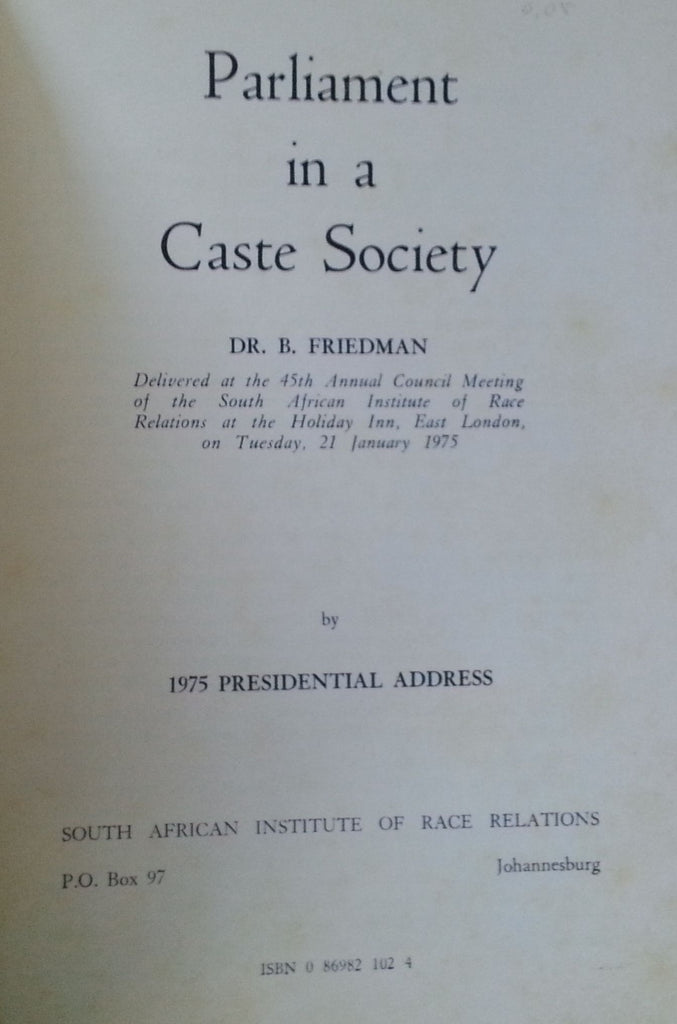 Parliament
in a
Caste Society
DR. B. FRIEDMAN
Delivered at the 45th Annual Council Meeting
of the South African Institute of Race
Relations at the Holiday Inn, East London,
on Tuesday, 21 January 1975
by
1975 PRESIDENTIAL ADDRESS
SOUTH AFRICAN INSTITUTE OF RACE RELATIONS
P.O. Box 97 Johannesburg
ISBN 0 86982 102 4